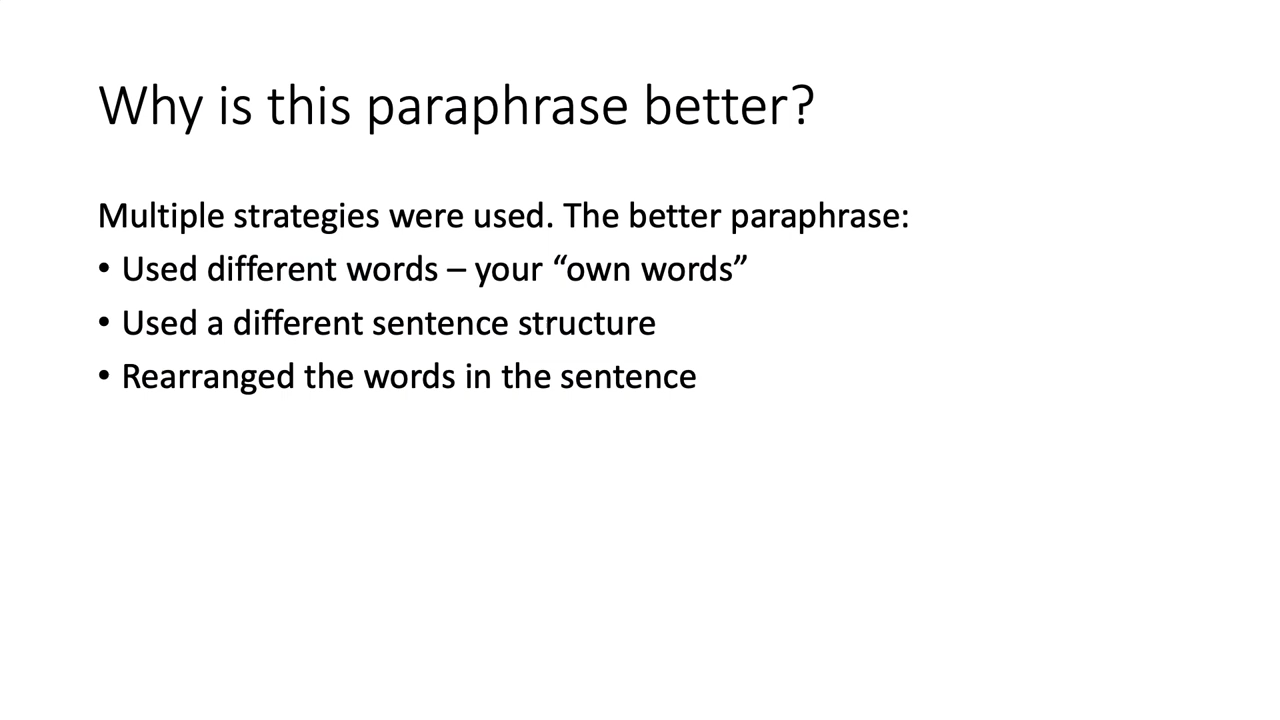 Why is this paraphrase better?
Multiple strategies were used. The better paraphrase:
• Used different words – your “own words”
• Used a different sentence structure
• Rearranged the words in the sentence